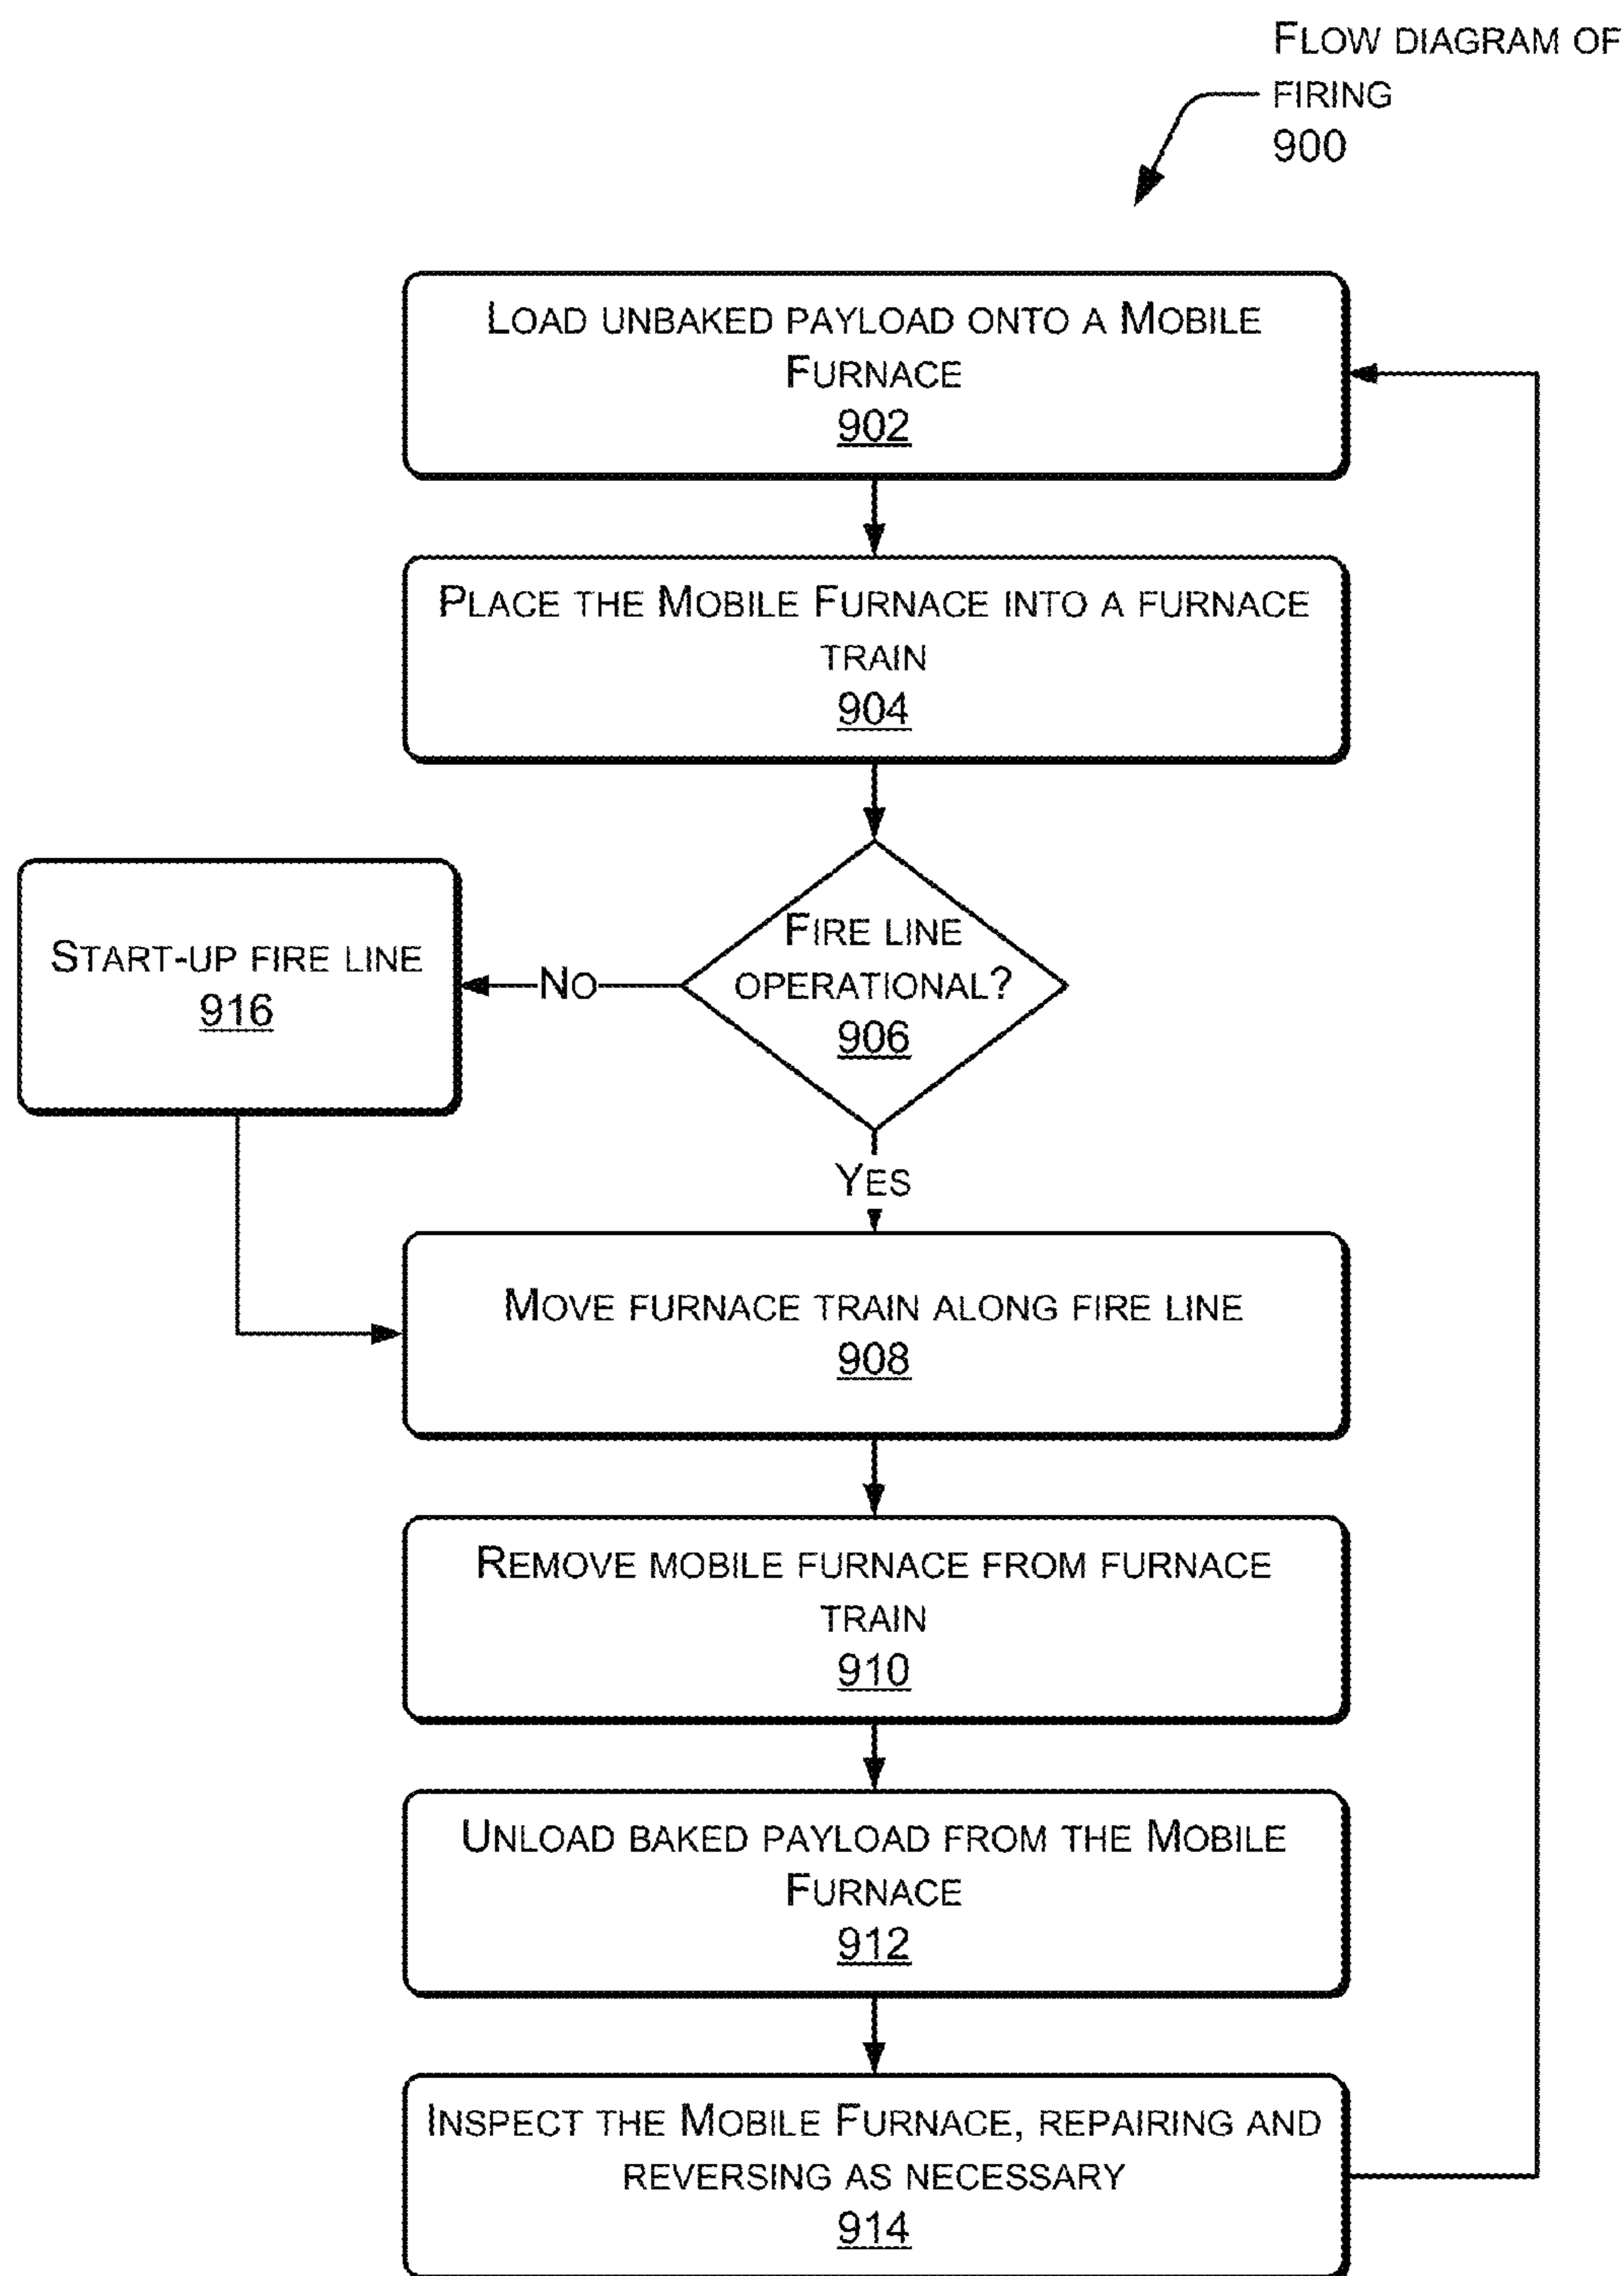 FLOW DIAGRAM OF
FIRING
900
LOAD UNBAKED PAYLOAD ONTO A MOBILE
FURNACE
902
PLACE THE MOBILE FURNACE INTO A FURNACE
TRAIN
904
FIRE LINE
OPERATIONAL?
906
NO
START-UP FIRE LINE
916
YES
MOVE FURNACE TRAIN ALONG FIRE LINE
908
REMOVE MOBILE FURNACE FROM FURNACE
TRAIN
910
UNLOAD BAKED PAYLOAD FROM THE MOBILE
FURNACE
912
INSPECT THE MOBILE FURNACE, REPAIRING AND
REVERSING AS NECESSARY
914